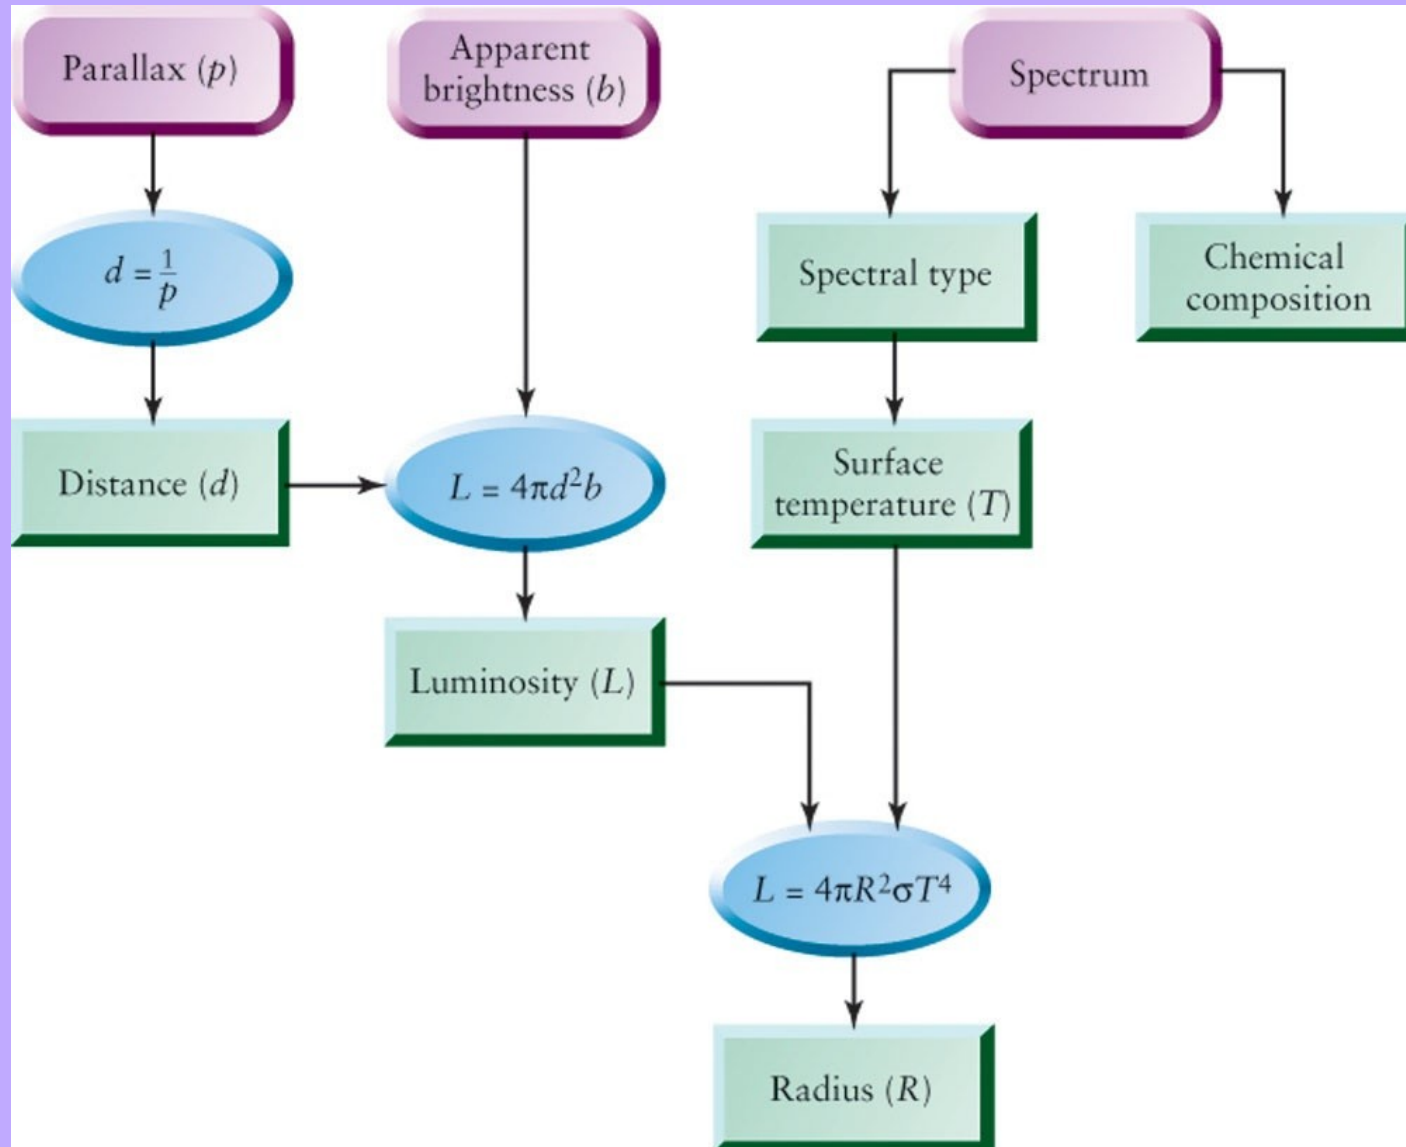 Parallax (p)
Apparent
brightness (b)
Spectrum
d = 1/p
Spectral type
Chemical
composition
Distance (d)
L = 4πd²b
Surface
temperature (T)
Luminosity (L)
L = 4πR²σT⁴
Radius (R)